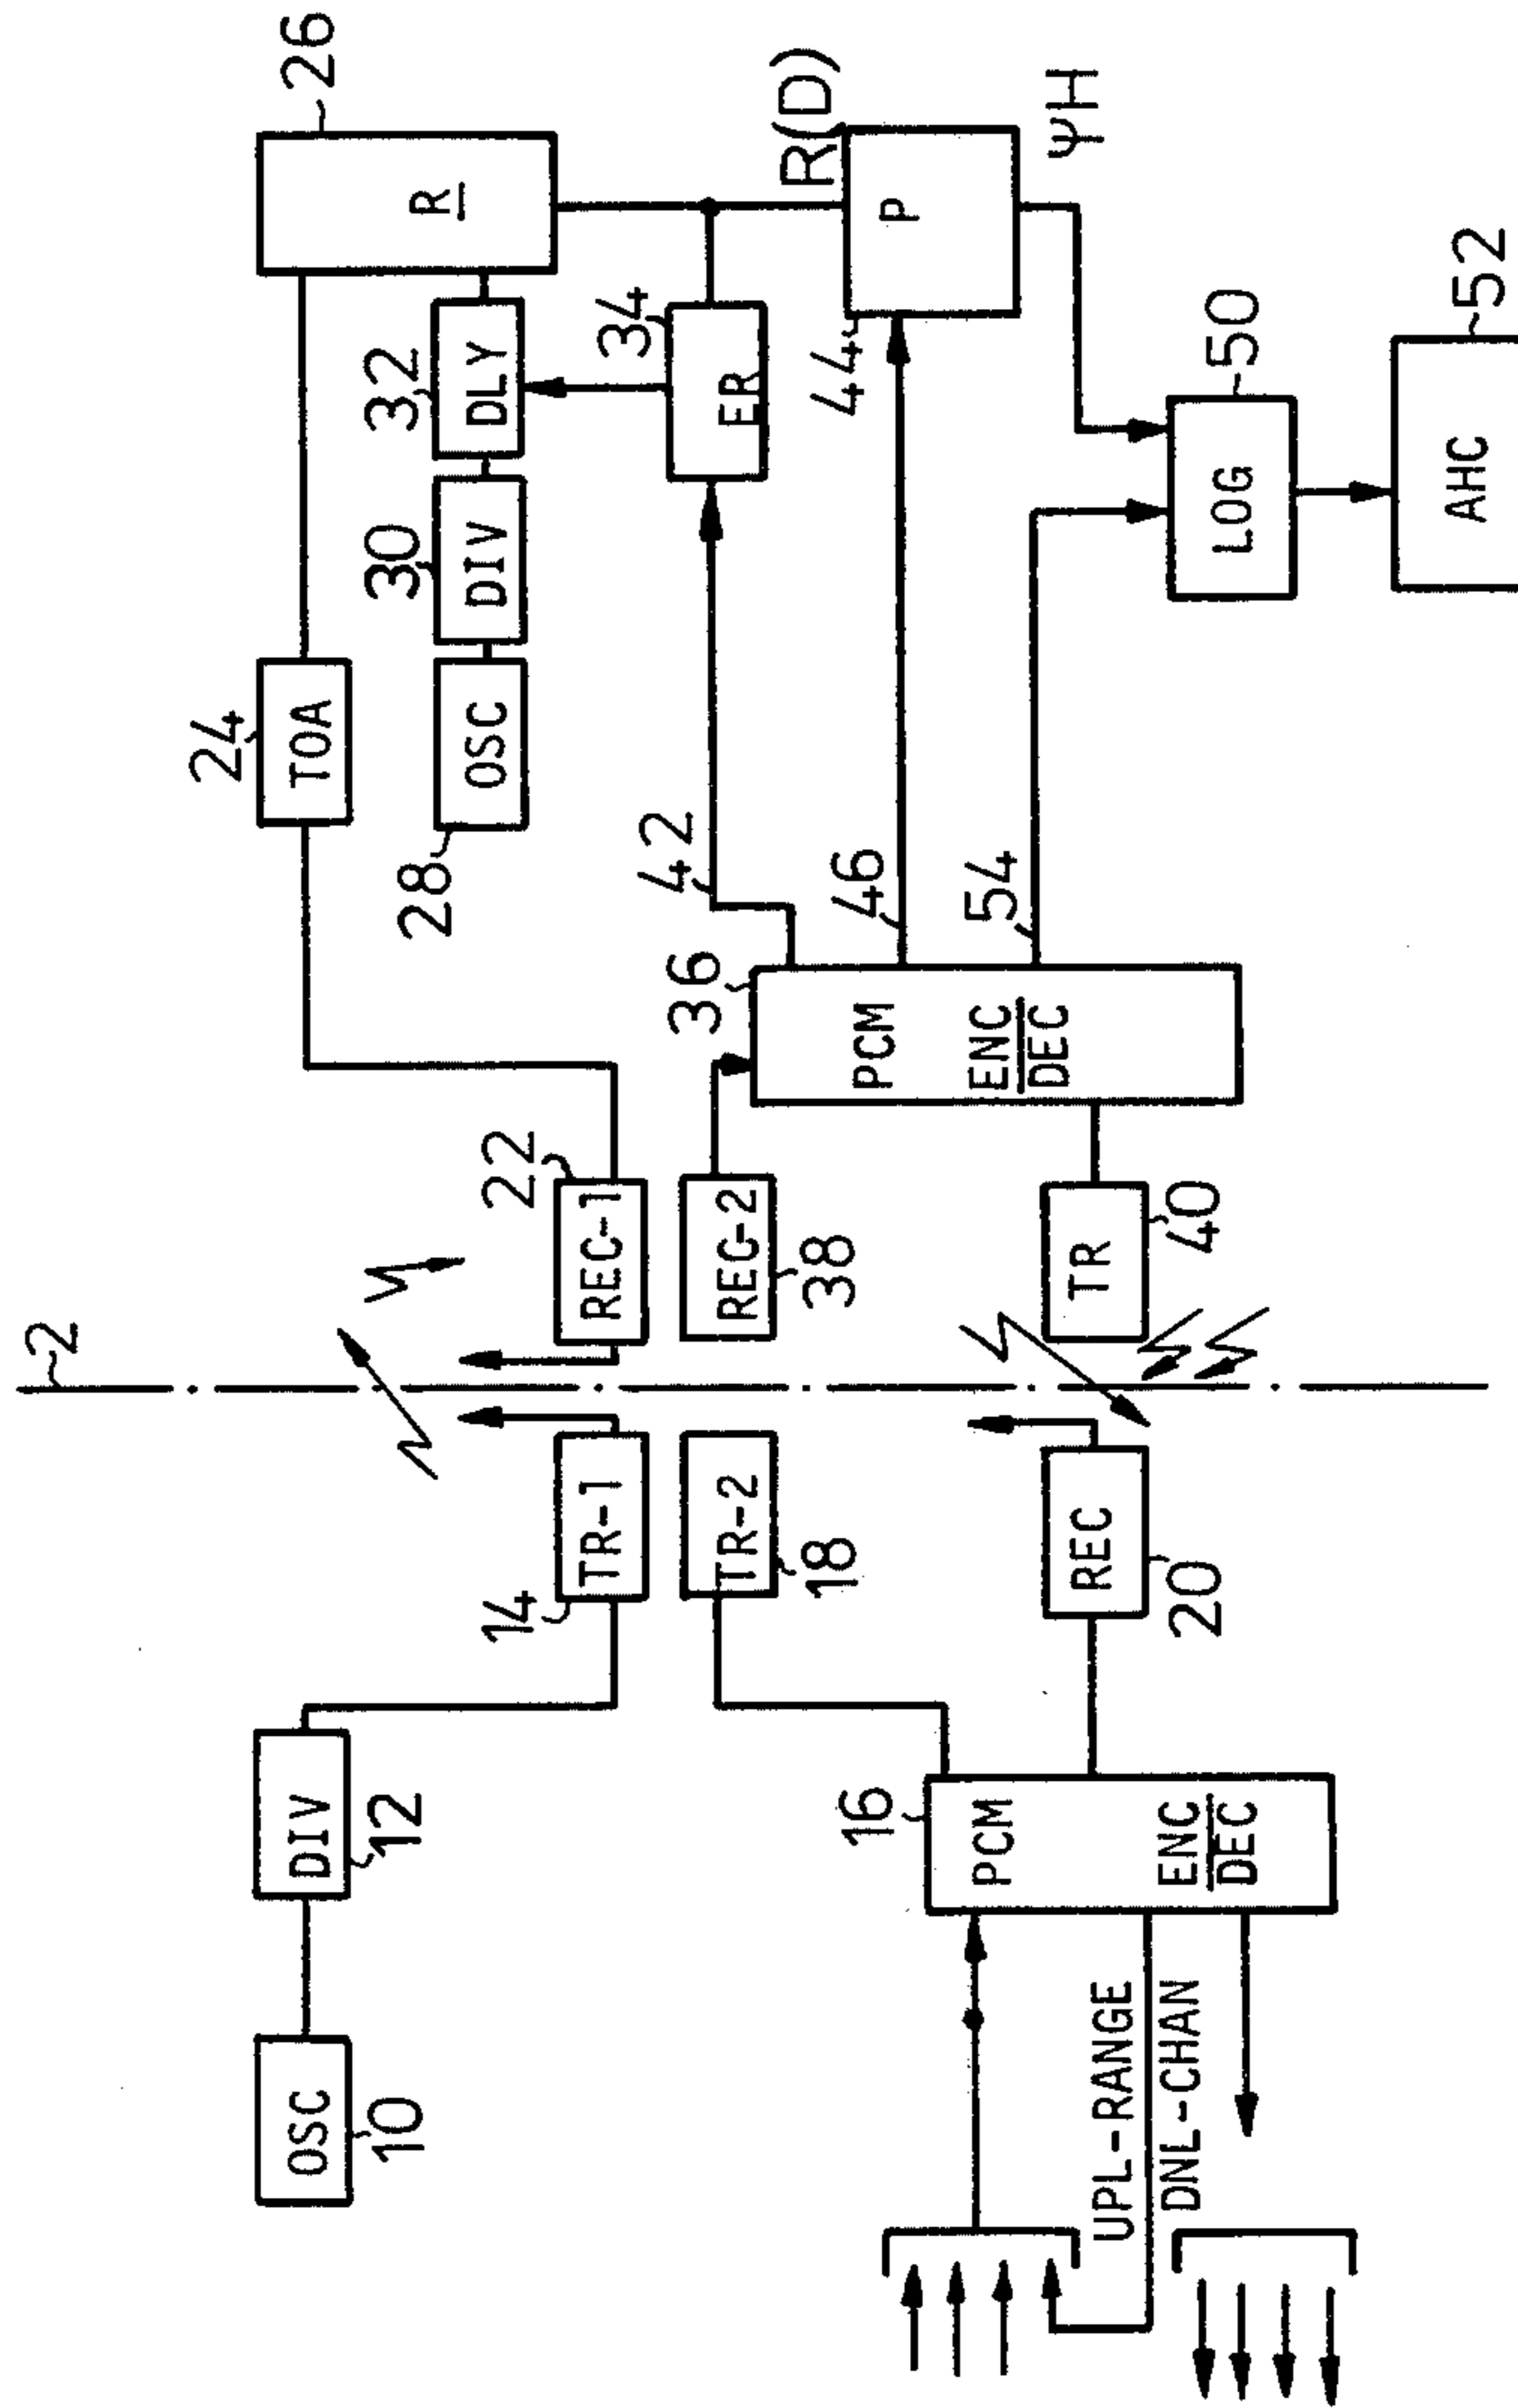 2
OSC
10
DIV
12
14
TR-1
22
REC-1
24
TOA
26
R
28
OSC
30
DIV
32
DLY
34
ER
TR-2
18
REC-2
38
36
PCM
ENC
DEC
42
46
54
R(D)
44
P
ΨH
16
PCM
ENC
DEC
UPL-RANGE
DNL-CHAN
REC
20
TR
40
50
LOG
52
AHC